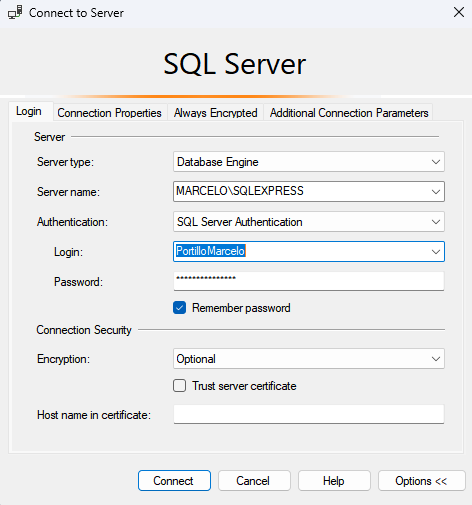 Connect to Server
SQL Server
Login Connection Properties Always Encrypted Additional Connection Parameters
Server
Server type: Database Engine
Server name: MARCELO\SQLEXPRESS
Authentication: SQL Server Authentication
Login: PortilloMarcelo
Password: ***************
Remember password
Connection Security
Encryption: Optional
Trust server certificate
Host name in certificate:
Connect Cancel Help Options <<